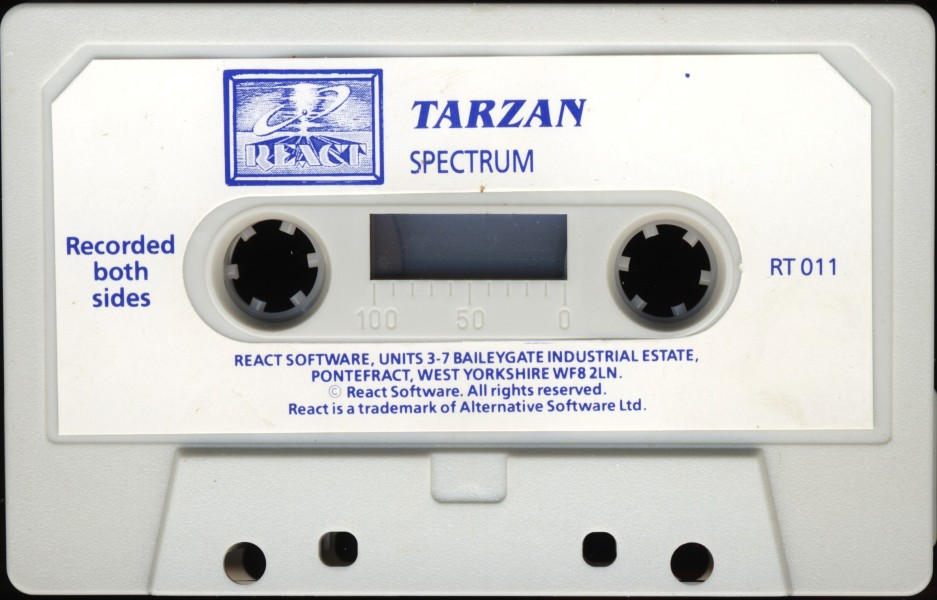 REACT
TARZAN
SPECTRUM
Recorded
both
sides
RT 011
100 50 0
REACT SOFTWARE, UNITS 3-7 BAILEYGATE INDUSTRIAL ESTATE,
PONTEFRACT, WEST YORKSHIRE WF8 2LN.
© React Software. All rights reserved.
React is a trademark of Alternative Software Ltd.